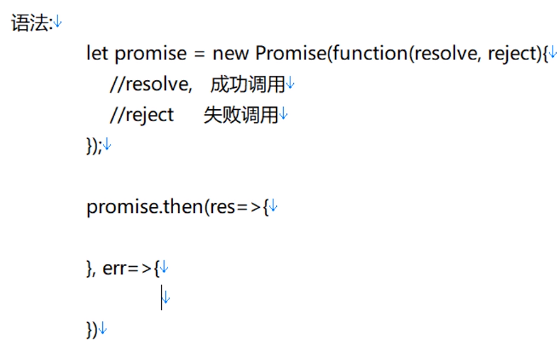 语法:↓
let promise = new Promise(function(resolve, reject){↓
//resolve, 成功调用↓
//reject 失败调用↓
});↓
promise.then(res=>{↓
}, err=>{↓
↓
})↓